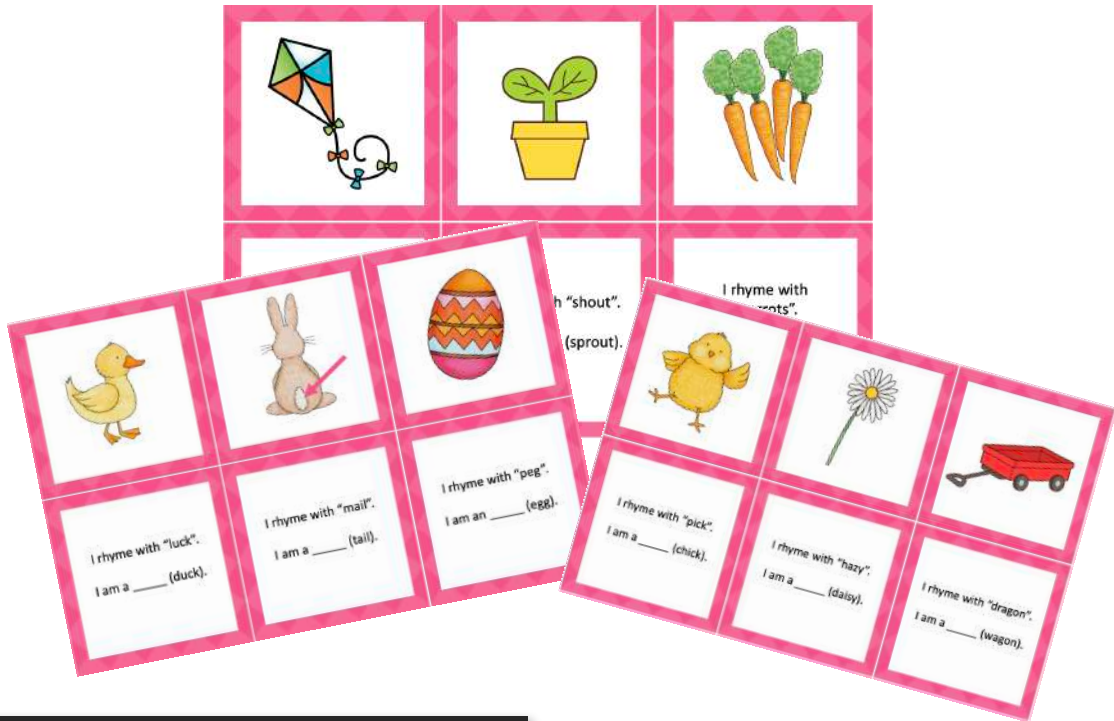 "shout".
(sprout).
I rhyme with
I rhyme with "luck".
I am a _____ (duck).
I rhyme with "mail".
I am a _____ (tail).
I rhyme with "peg".
I am an _____ (egg).
I rhyme with "pick".
I am a _____ (chick).
I rhyme with "hazy".
I am a _____ (daisy).
I rhyme with "dragon".
I am a _____ (wagon).